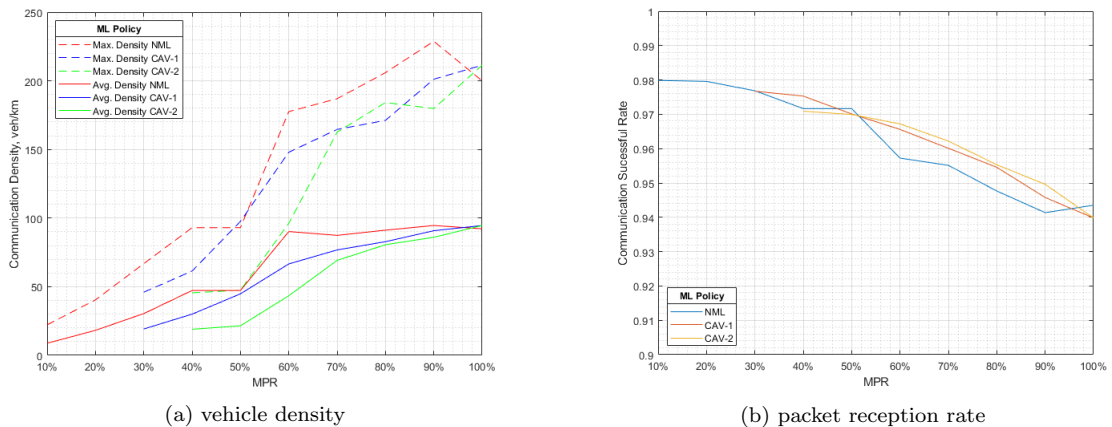 250
200
150
100
50
0
Communication Density, veh/km
ML Policy
Max. Density NML
Max. Density CAV-1
Max. Density CAV-2
Avg. Density NML
Avg. Density CAV-1
Avg. Density CAV-2
10% 20% 30% 40% 50% 60% 70% 80% 90% 100%
MPR
(a) vehicle density
1
0.99
0.98
0.97
0.96
0.95
0.94
0.93
0.92
0.91
0.9
Communication Sucessful Rate
ML Policy
NML
CAV-1
CAV-2
10% 20% 30% 40% 50% 60% 70% 80% 90% 100%
MPR
(b) packet reception rate